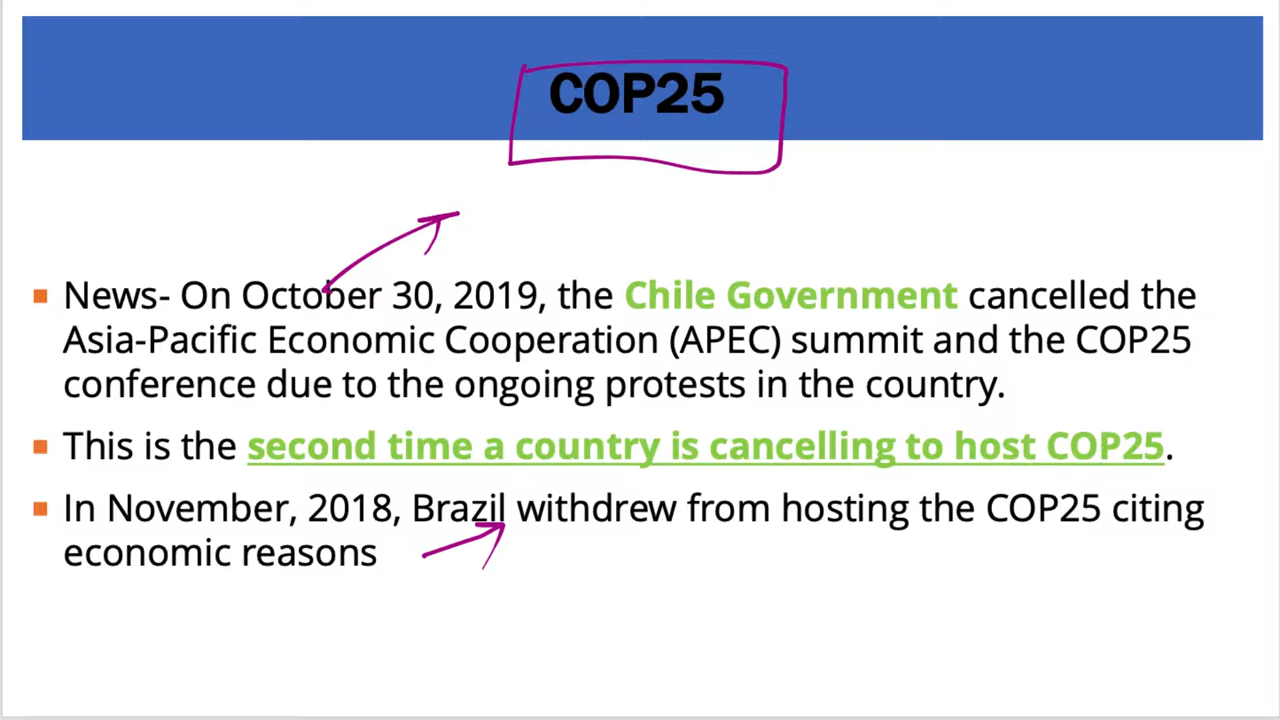 COP25
News- On October 30, 2019, the Chile Government cancelled the
Asia-Pacific Economic Cooperation (APEC) summit and the COP25
conference due to the ongoing protests in the country.
This is the second time a country is cancelling to host COP25.
In November, 2018, Brazil withdrew from hosting the COP25 citing
economic reasons